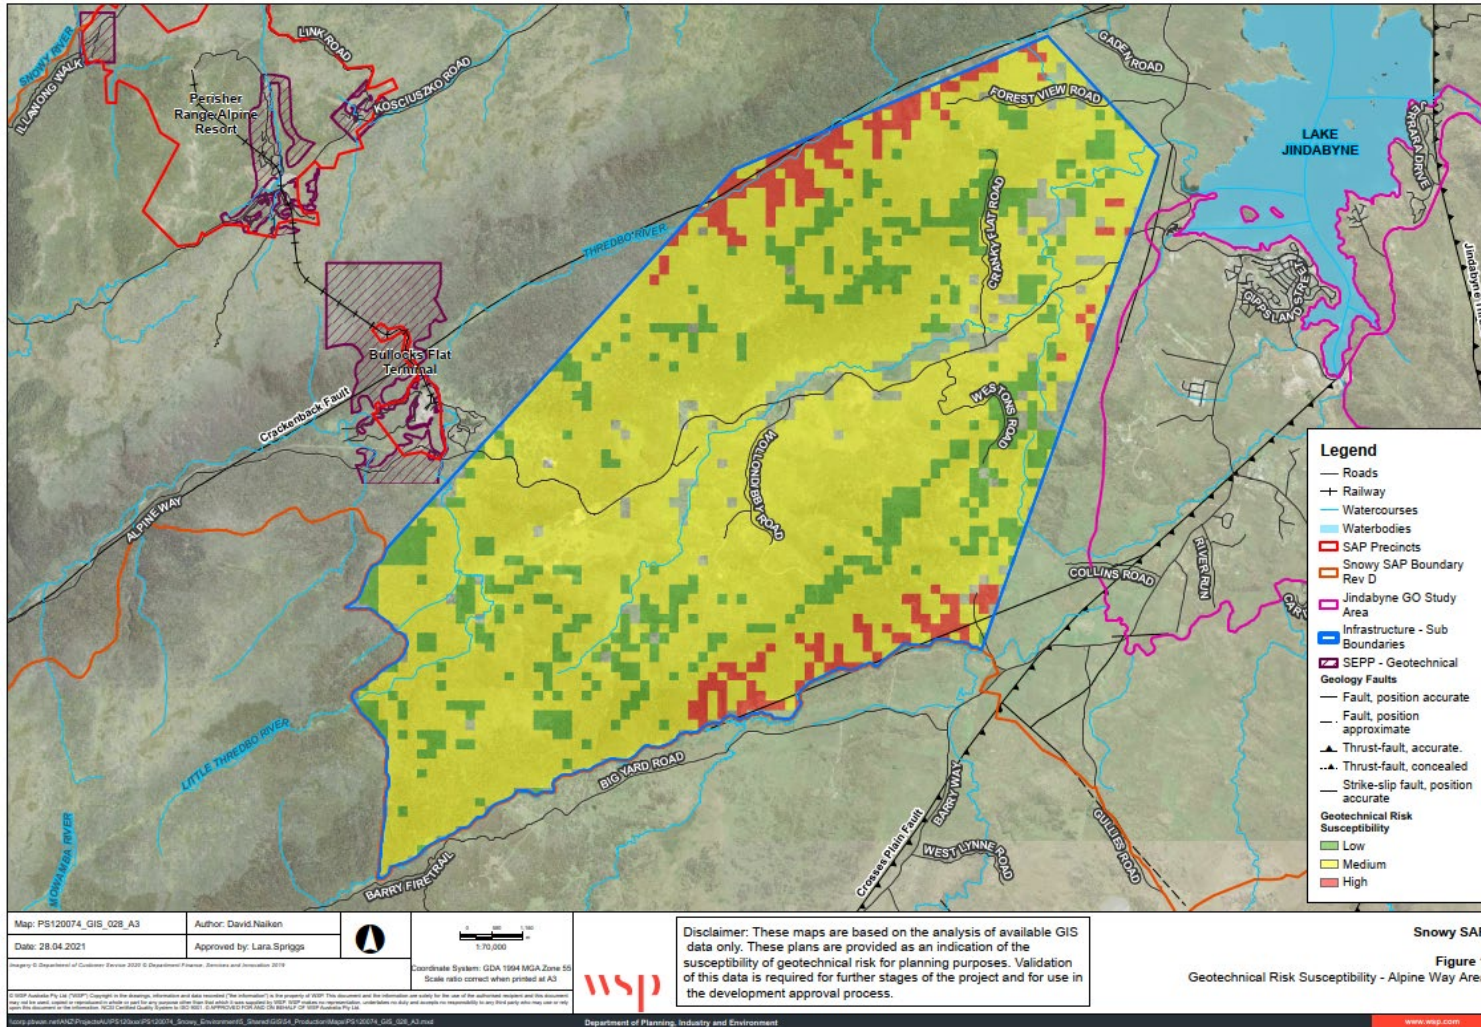 SNOWY RIVER
ILLAWONG WALK
LINK ROAD
KOSCIUSZKO ROAD
Perisher
Range Alpine
Resort
GADEN ROAD
FOREST VIEW ROAD
LAKE
JINDABYNE
CRANKY FLAT ROAD
THREDBO RIVER
Bullocks Flat
Terminal
Crackenback Fault
ALPINE WAY
WESTONS ROAD
WOLLONDIBBY ROAD
COLLINS ROAD
RIVER RUN
LITTLE THREDBO RIVER
MOWAMBA RIVER
BIG YARD ROAD
BARRY FIRETRAIL
BARRY WAY
Crosses Plain Fault
WEST LYNNE ROAD
GULLIES ROAD
Legend
Roads
Railway
Watercourses
Waterbodies
SAP Precincts
Snowy SAP Boundary
Rev D
Jindabyne GO Study
Area
Infrastructure - Sub
Boundaries
SEPP - Geotechnical
Geology Faults
Fault, position accurate
Fault, position
approximate
Thrust-fault, accurate.
Thrust-fault, concealed
Strike-slip fault, position
accurate
Geotechnical Risk
Susceptibility
Low
Medium
High
Map: PS120074_GIS_028_A3
Author: David.Naiken
Date: 28.04.2021
Approved by: Lara.Spriggs
1:70,000
Coordinate System: GDA 1994 MGA Zone 55
Scale ratio correct when printed at A3
wsp
Disclaimer: These maps are based on the analysis of available GIS
data only. These plans are provided as an indication of the
susceptibility of geotechnical risk for planning purposes. Validation
of this data is required for further stages of the project and for use in
the development approval process.
Snowy SAP
Figure
Geotechnical Risk Susceptibility - Alpine Way Area
Department of Planning, Industry and Environment
www.wsp.com